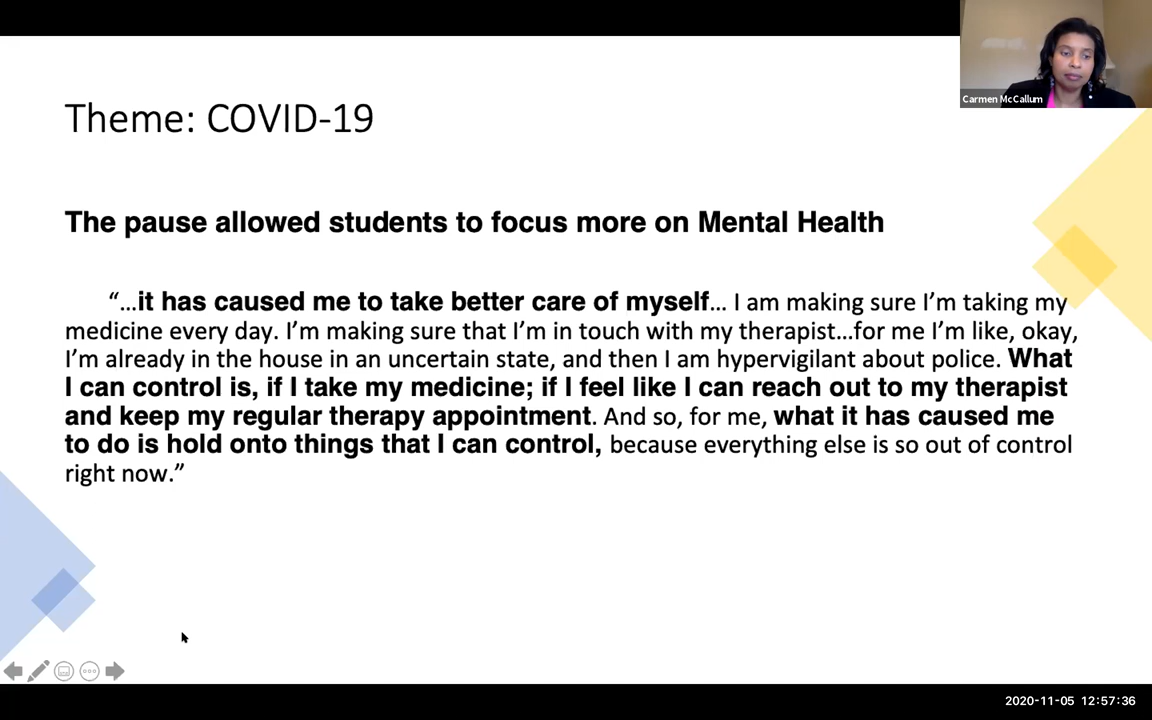 Carmen McCallum
Theme: COVID-19
The pause allowed students to focus more on Mental Health
“…it has caused me to take better care of myself… I am making sure I’m taking my
medicine every day. I’m making sure that I’m in touch with my therapist…for me I’m like, okay,
I’m already in the house in an uncertain state, and then I am hypervigilant about police. What
I can control is, if I take my medicine; if I feel like I can reach out to my therapist
and keep my regular therapy appointment. And so, for me, what it has caused me
to do is hold onto things that I can control, because everything else is so out of control
right now.”
2020-11-05 12:57:36